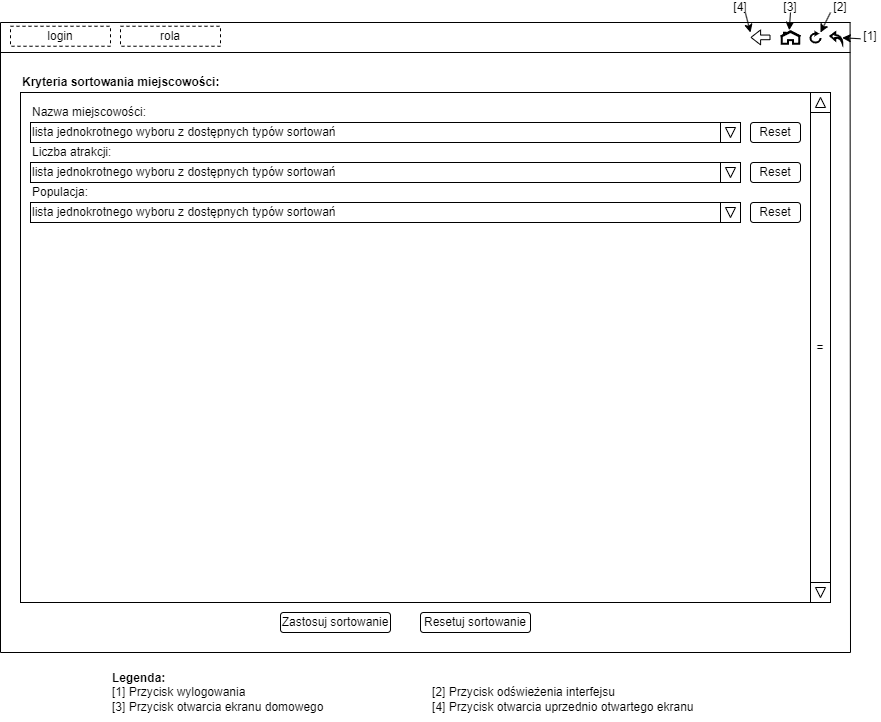 [4] [3] [2]
login rola [1]
Kryteria sortowania miejscowości:
Nazwa miejscowości:
lista jednokrotnego wyboru z dostępnych typów sortowań Reset
Liczba atrakcji:
lista jednokrotnego wyboru z dostępnych typów sortowań Reset
Populacja:
lista jednokrotnego wyboru z dostępnych typów sortowań Reset
=
Zastosuj sortowanie Resetuj sortowanie
Legenda:
[1] Przycisk wylogowania [2] Przycisk odświeżenia interfejsu
[3] Przycisk otwarcia ekranu domowego [4] Przycisk otwarcia uprzednio otwartego ekranu